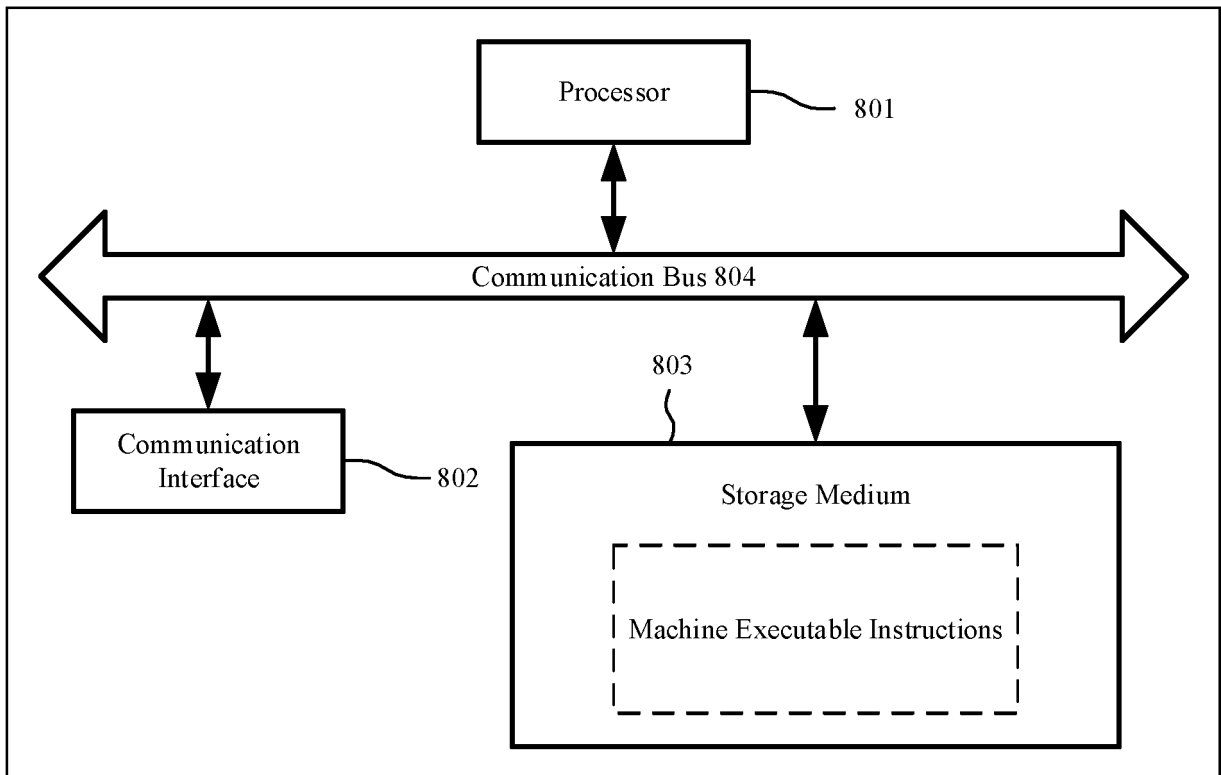 Processor
801
Communication Bus 804
803
Communication
Interface
802
Storage Medium
Machine Executable Instructions